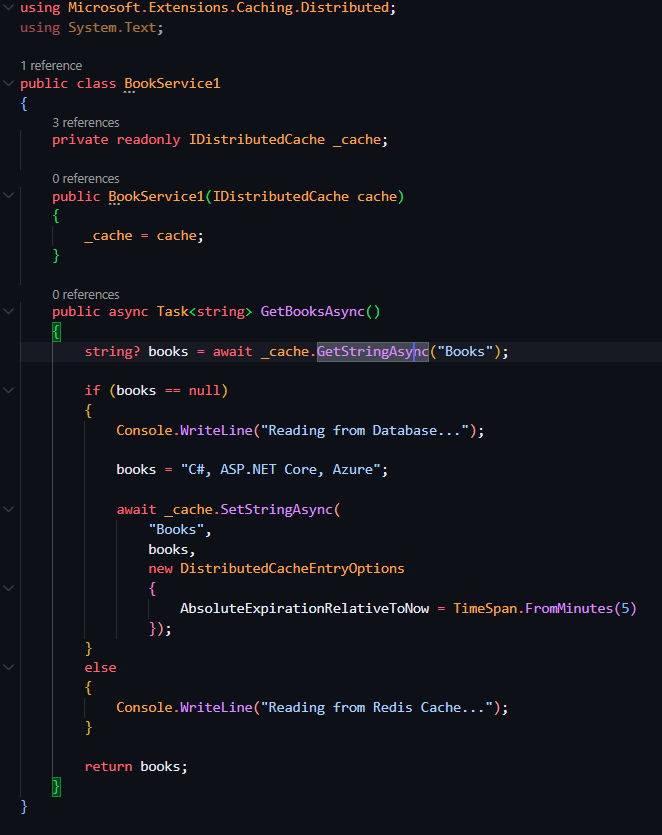 using Microsoft.Extensions.Caching.Distributed;
using System.Text;
1 reference
public class BookService1
{
3 references
private readonly IDistributedCache _cache;
0 references
public BookService1(IDistributedCache cache)
{
_cache = cache;
}
0 references
public async Task<string> GetBooksAsync()
{
string? books = await _cache.GetStringAsync("Books");
if (books == null)
{
Console.WriteLine("Reading from Database...");
books = "C#, ASP.NET Core, Azure";
await _cache.SetStringAsync(
"Books",
books,
new DistributedCacheEntryOptions
{
AbsoluteExpirationRelativeToNow = TimeSpan.FromMinutes(5)
});
}
else
{
Console.WriteLine("Reading from Redis Cache...");
}
return books;
}
}